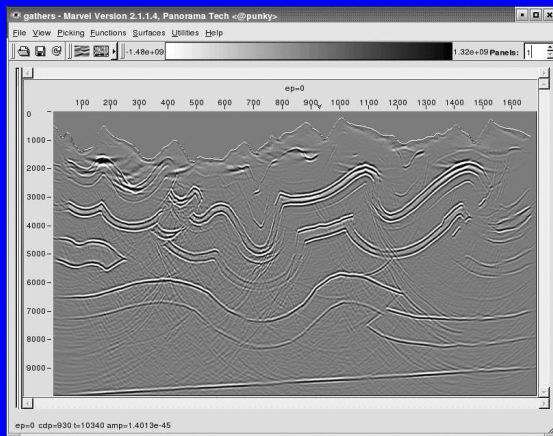 gathers - Marvel Version 2.1.1.4, Panorama Tech <@punky>
File View Picking Functions Surfaces Utilities Help
-1.48e+09 1.32e+09 Panels: 1
ep=0
100 200 300 400 500 600 700 800 900 1000 1100 1200 1300 1400 1500 1600
0
1000
2000
3000
4000
5000
6000
7000
8000
9000
ep=0 cdp=930 t=10340 amp=1.4013e-45